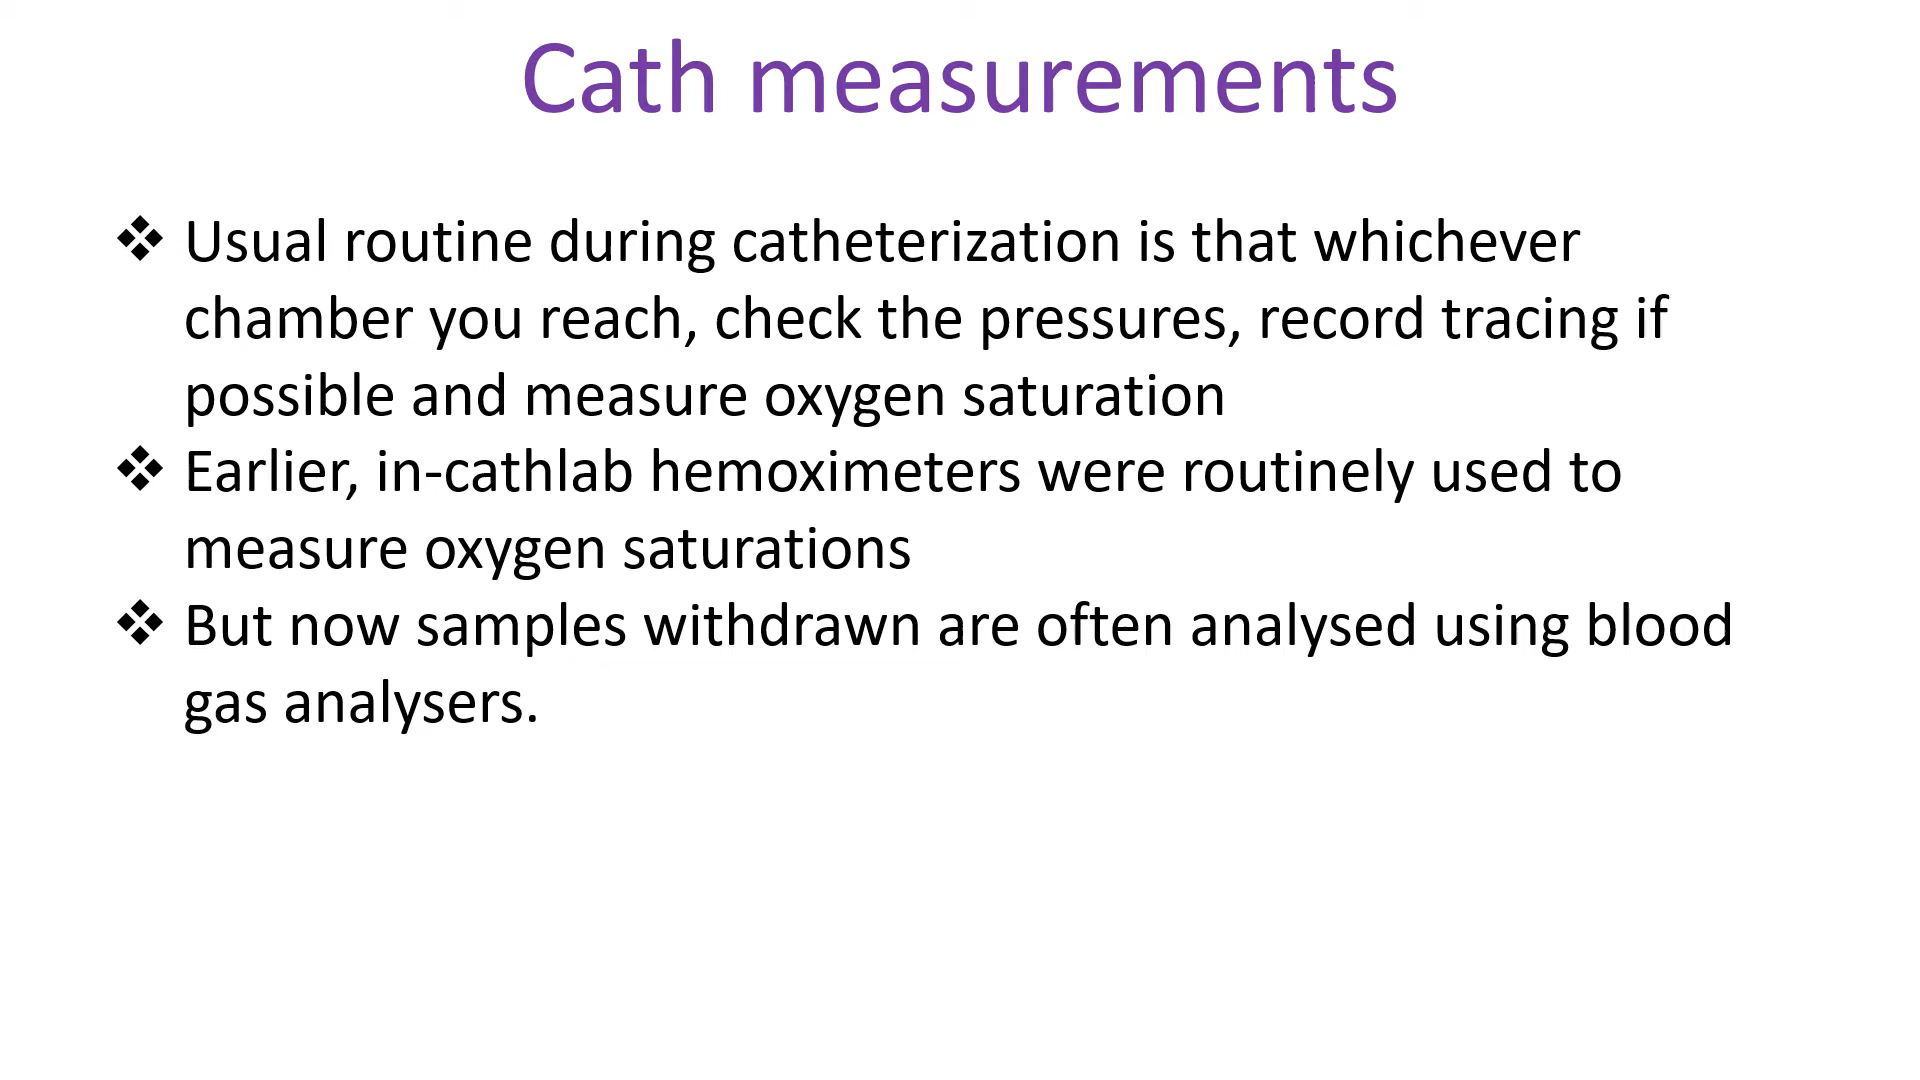 Cath measurements
❖ Usual routine during catheterization is that whichever
chamber you reach, check the pressures, record tracing if
possible and measure oxygen saturation
❖ Earlier, in-cathlab hemoximeters were routinely used to
measure oxygen saturations
❖ But now samples withdrawn are often analysed using blood
gas analysers.